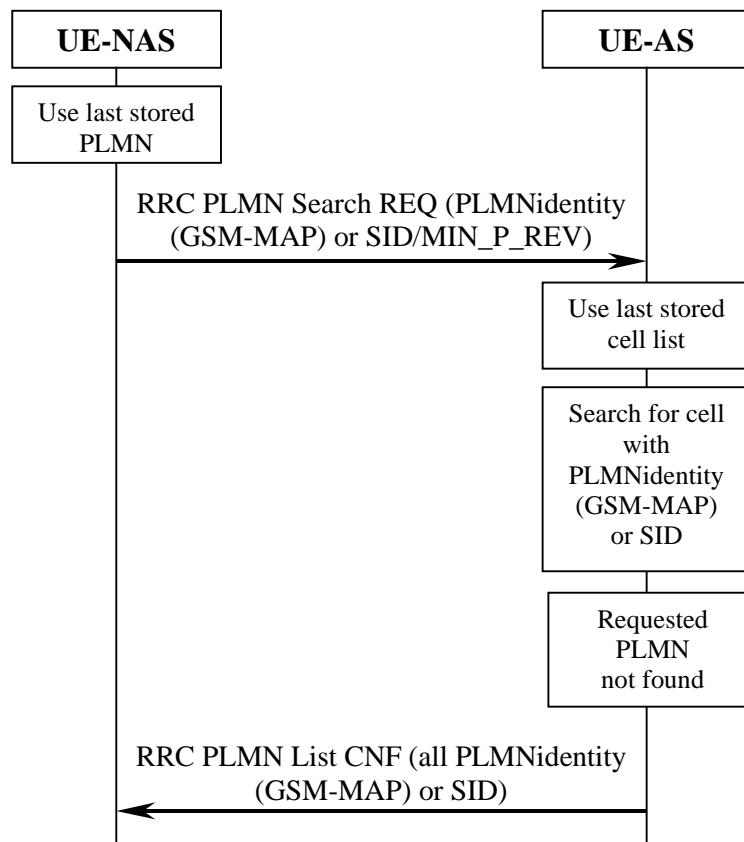 UE-NAS
UE-AS
Use last stored
PLMN
RRC PLMN Search REQ (PLMNidentity
(GSM-MAP) or SID/MIN_P_REV)
Use last stored
cell list
Search for cell
with
PLMNidentity
(GSM-MAP)
or SID
Requested
PLMN
not found
RRC PLMN List CNF (all PLMNidentity
(GSM-MAP) or SID)